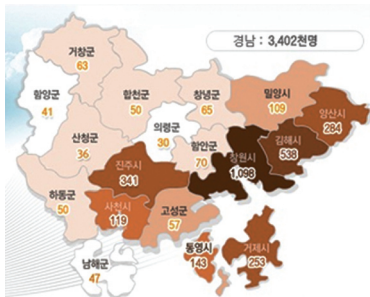 경남 : 3,402천명
거창군
63
함양군
41
합천군
50
창녕군
65
밀양시
109
양산시
284
산청군
36
의령군
30
함안군
70
창원시
1,098
김해시
538
진주시
341
하동군
50
사천시
119
고성군
57
통영시
143
거제시
253
남해군
47